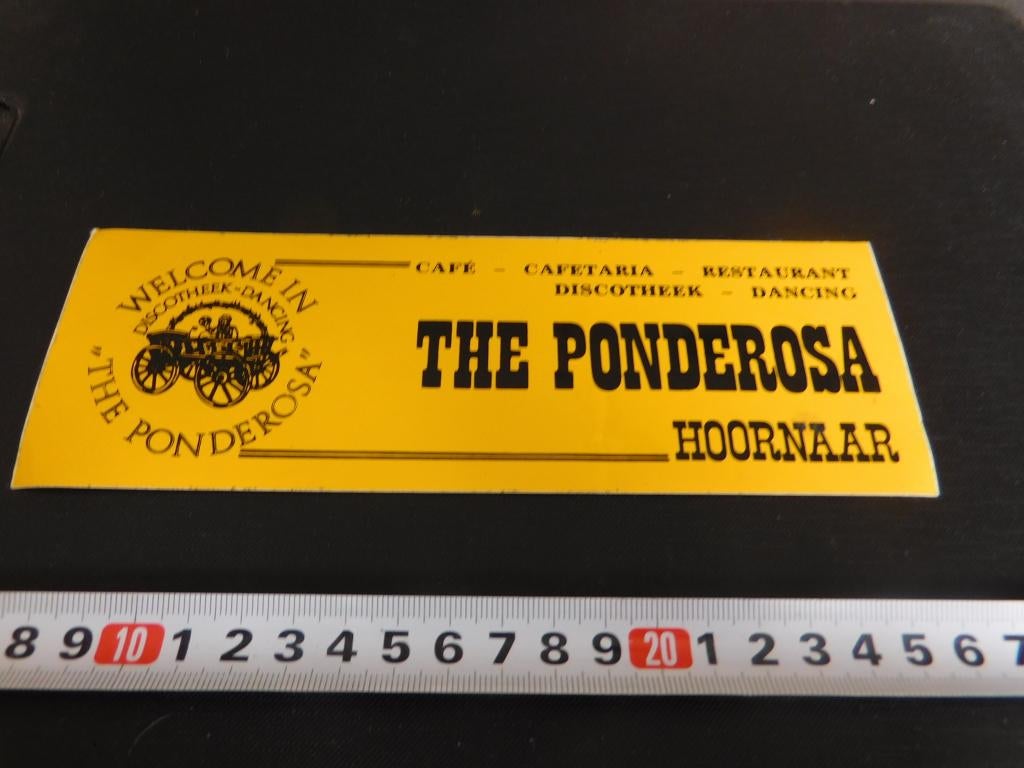 WELCOME IN
DISCOTHEEK-DANCING
"THE PONDEROSA"
CAFÉ - CAFETARIA - RESTAURANT
DISCOTHEEK - DANCING
THE PONDEROSA
HOORNAAR
8 9 10 1 2 3 4 5 6 7 8 9 20 1 2 3 4 5 6 7